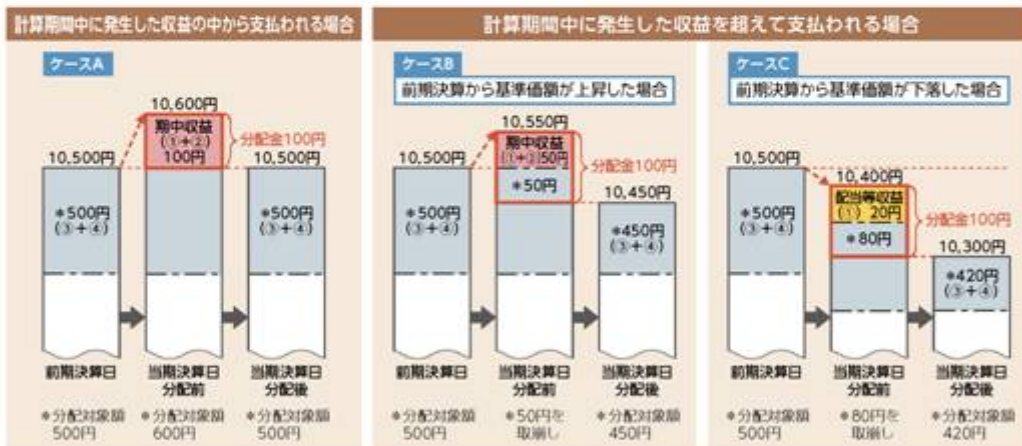 計算期間中に発生した収益の中から支払われる場合
ケースA
10,600円
期中収益
(①+②)
100円
分配金100円
10,500円
10,500円
*500円
(③+④)
*500円
(③+④)
前期決算日
当期決算日
分配前
当期決算日
分配後
*分配対象額
500円
*分配対象額
600円
*分配対象額
500円
計算期間中に発生した収益を超えて支払われる場合
ケースB
前期決算から基準価額が上昇した場合
10,550円
期中収益
(①+②)50円
分配金100円
10,500円
*50円
10,450円
*500円
(③+④)
*450円
(③+④)
前期決算日
当期決算日
分配前
当期決算日
分配後
*分配対象額
500円
*50円を
取崩し
*分配対象額
450円
ケースC
前期決算から基準価額が下落した場合
10,500円
10,400円
配当等収益
(①) 20円
分配金100円
*500円
(③+④)
*80円
10,300円
*420円
(③+④)
前期決算日
当期決算日
分配前
当期決算日
分配後
*分配対象額
500円
*80円を
取崩し
*分配対象額
420円